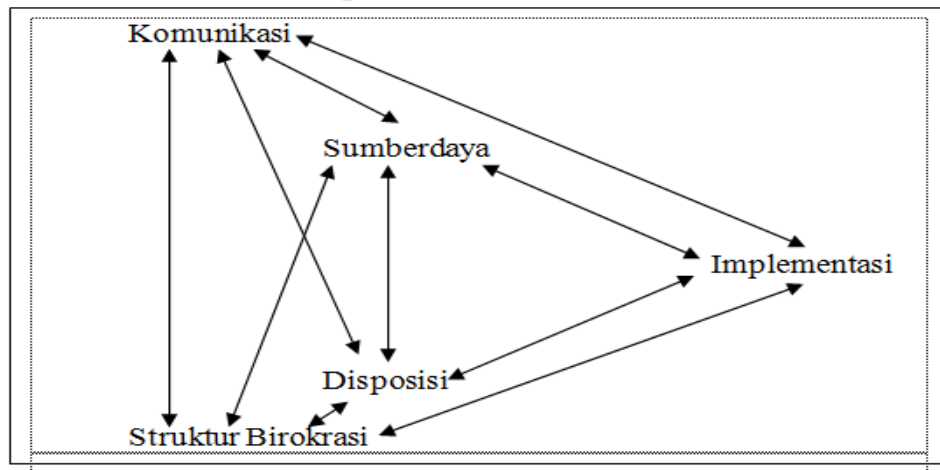 Komunikasi
Sumberdaya
Implementasi
Disposisi
Struktur Birokrasi